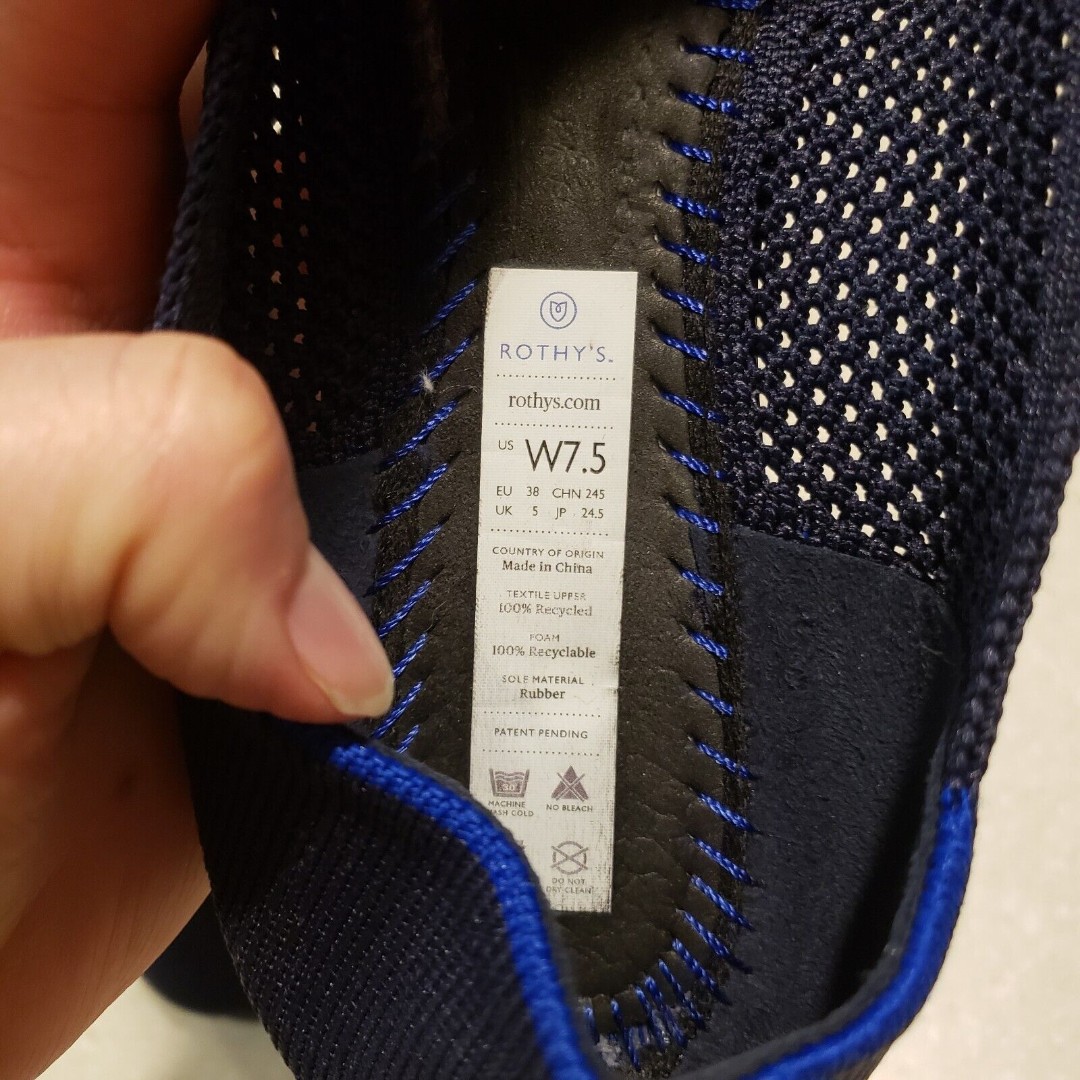 ROTHY'S
rothys.com
US W7.5
EU 38 CHN 245
UK 5 JP 24.5
COUNTRY OF ORIGIN
Made in China
TEXTILE UPPER
100% Recycled
FOAM
100% Recyclable
SOLE MATERIAL
Rubber
PATENT PENDING
30°
MACHINE NO BLEACH
COLD
DO NOT
DRY CLEAN